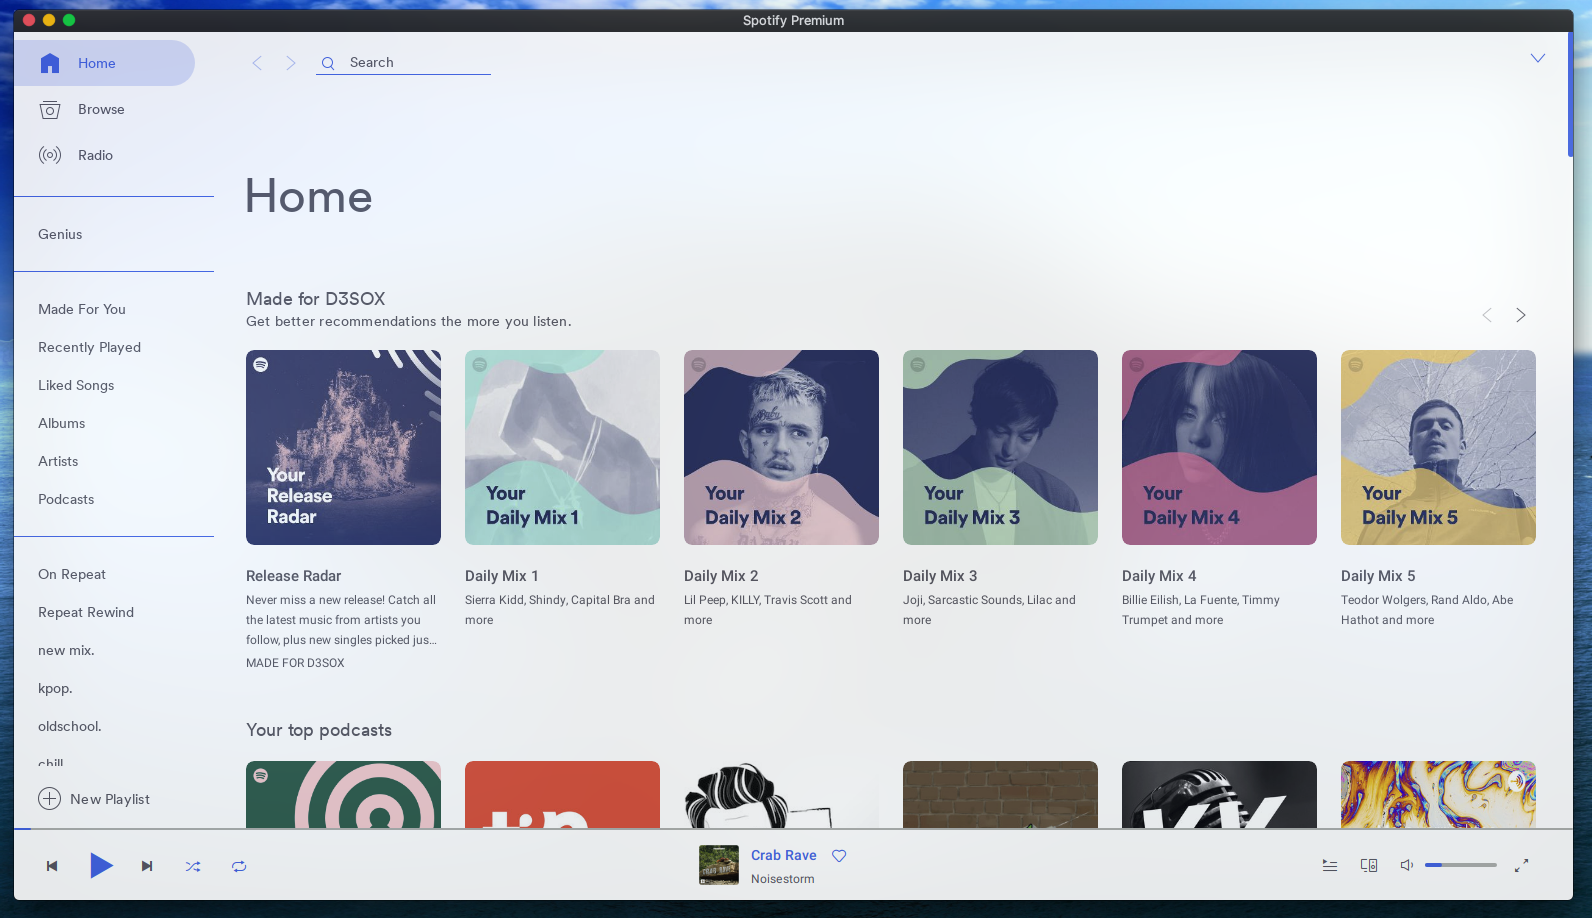 Spotify Premium
Home
Browse
Radio
Genius
Made For You
Recently Played
Liked Songs
Albums
Artists
Podcasts
On Repeat
Repeat Rewind
new mix.
kpop.
oldschool.
chill
New Playlist
Search
Home
Made for D3SOX
Get better recommendations the more you listen.
Your
Release
Radar
Your
Daily Mix 1
Your
Daily Mix 2
Your
Daily Mix 3
Your
Daily Mix 4
Your
Daily Mix 5
Release Radar
Never miss a new release! Catch all
the latest music from artists you
follow, plus new singles picked jus...
MADE FOR D3SOX
Daily Mix 1
Sierra Kidd, Shindy, Capital Bra and
more
Daily Mix 2
Lil Peep, KILLY, Travis Scott and
more
Daily Mix 3
Joji, Sarcastic Sounds, Lilac and
more
Daily Mix 4
Billie Eilish, La Fuente, Timmy
Trumpet and more
Daily Mix 5
Teodor Wolgers, Rand Aldo, Abe
Hathot and more
Your top podcasts
CRAB RAVE
Crab Rave
Noisestorm